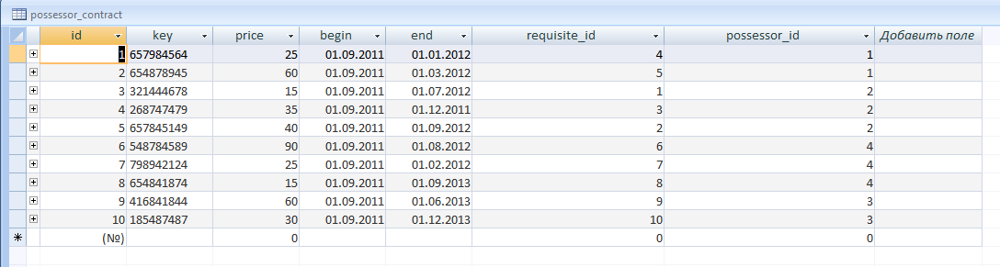 possessor_contract
id key price begin end requisite_id possessor_id Добавить поле
1 657984564 25 01.09.2011 01.01.2012 4 1
2 654878945 60 01.09.2011 01.03.2012 5 1
3 321444678 15 01.09.2011 01.07.2012 1 2
4 268747479 35 01.09.2011 01.12.2011 3 2
5 657845149 40 01.09.2011 01.09.2012 2 2
6 548784589 90 01.09.2011 01.08.2012 6 4
7 798942124 25 01.09.2011 01.02.2012 7 4
8 654841874 15 01.09.2011 01.09.2013 8 4
9 416841844 60 01.09.2011 01.06.2013 9 3
10 185487487 30 01.09.2011 01.12.2013 10 3
(№) 0 0 0